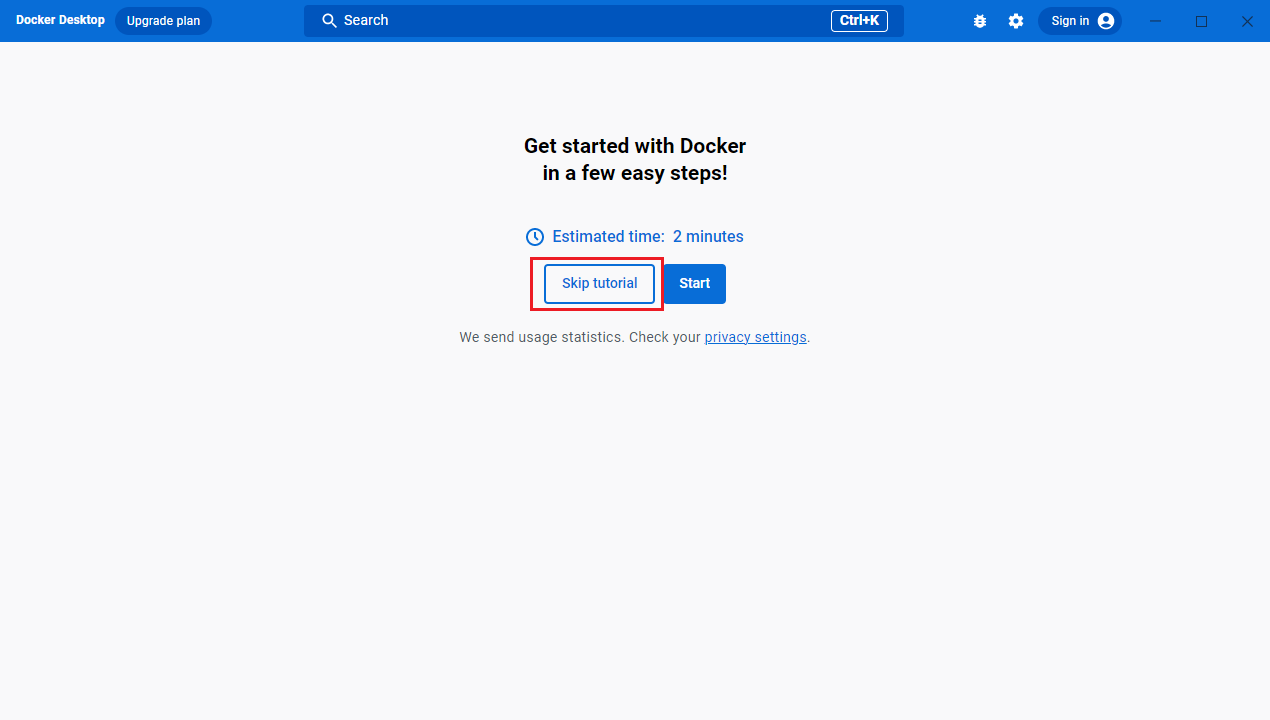 Docker Desktop
Upgrade plan
Search
Ctrl+K
Sign in
Get started with Docker
in a few easy steps!
Estimated time: 2 minutes
Skip tutorial
Start
We send usage statistics. Check your privacy settings.